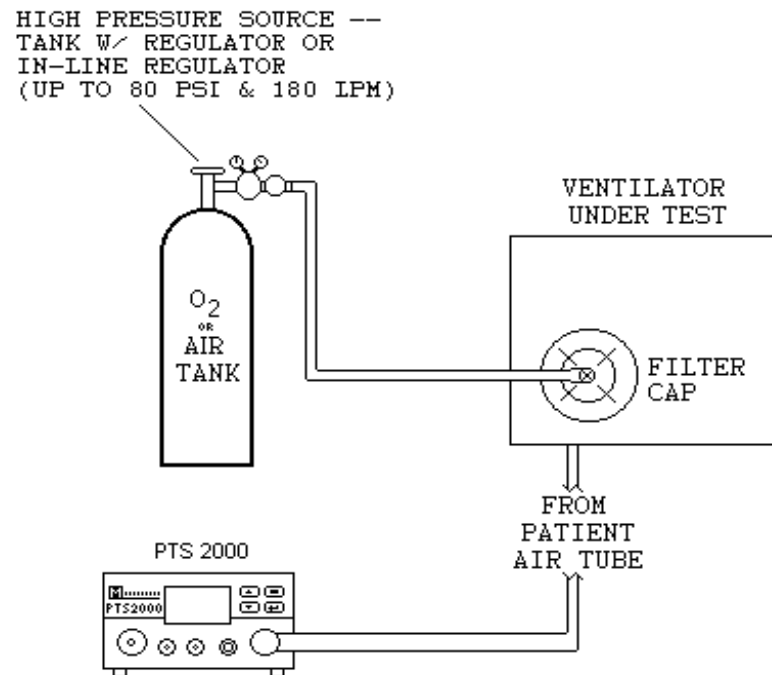 HIGH PRESSURE SOURCE --
TANK W/ REGULATOR OR
IN-LINE REGULATOR
(UP TO 80 PSI & 180 LPM)
VENTILATOR
UNDER TEST
O2
OR
AIR
TANK
FILTER
CAP
FROM
PATIENT
AIR TUBE
PTS 2000
M
PTS2000